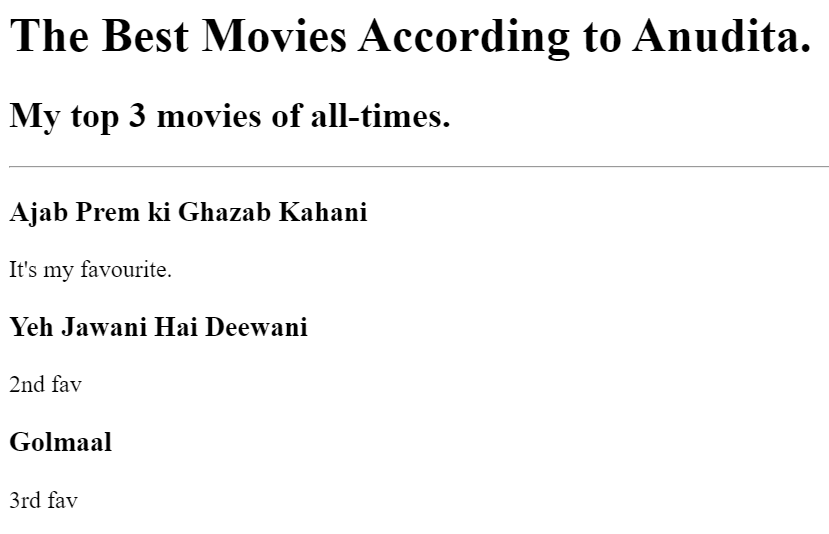 The Best Movies According to Anudita.
My top 3 movies of all-times.
Ajab Prem ki Ghazab Kahani
It's my favourite.
Yeh Jawani Hai Deewani
2nd fav
Golmaal
3rd fav